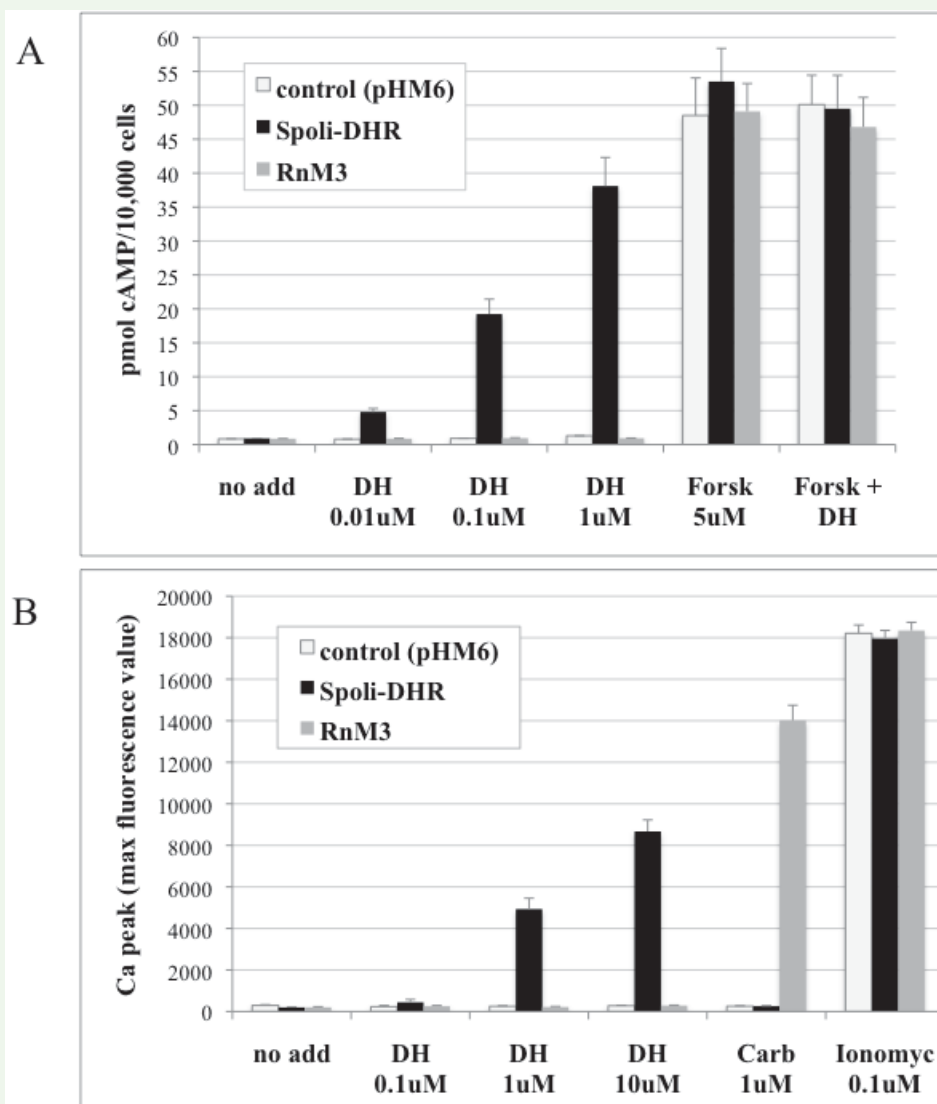 A
pmol cAMP/10,000 cells
60
55
50
45
40
35
30
25
20
15
10
5
0
control (pHM6)
Spoli-DHR
RnM3
no add
DH
0.01uM
DH
0.1uM
DH
1uM
Forsk
5uM
Forsk +
DH
B
Ca peak (max fluorescence value)
20000
18000
16000
14000
12000
10000
8000
6000
4000
2000
0
control (pHM6)
Spoli-DHR
RnM3
no add
DH
0.1uM
DH
1uM
DH
10uM
Carb
1uM
Ionomyc
0.1uM